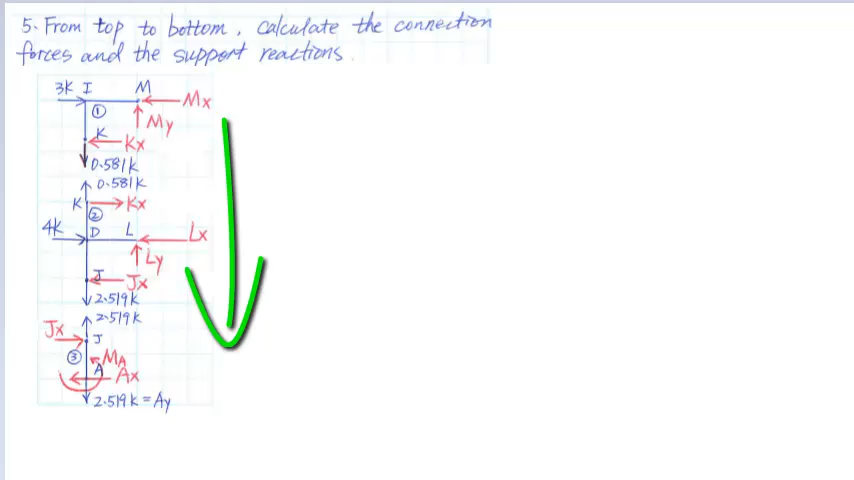 5. From top to bottom, calculate the connection
forces and the support reactions.
3K I M
Mx
①
My
K
Kx
0.581K
0.581K
K Kx
②
4K D L Lx
Ly
J
Jx
2.519K
2.519K
Jx
J
③ MA
A Ax
2.519K = Ay